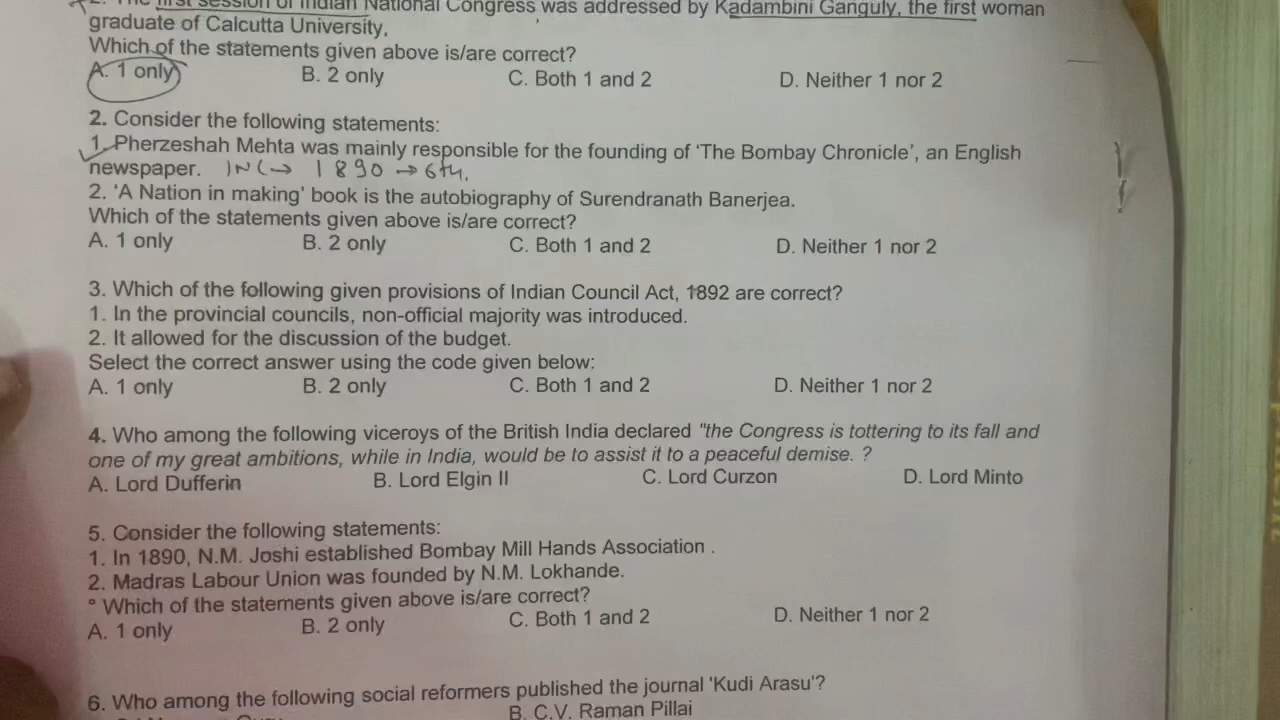 2. The first session of Indian National Congress was addressed by Kadambini Ganguly, the first woman
graduate of Calcutta University,
Which of the statements given above is/are correct?
A. 1 only B. 2 only C. Both 1 and 2 D. Neither 1 nor 2
2. Consider the following statements:
1. Pherzeshah Mehta was mainly responsible for the founding of 'The Bombay Chronicle', an English
newspaper. INC→ 1890 → 6th.
2. 'A Nation in making' book is the autobiography of Surendranath Banerjea.
Which of the statements given above is/are correct?
A. 1 only B. 2 only C. Both 1 and 2 D. Neither 1 nor 2
3. Which of the following given provisions of Indian Council Act, 1892 are correct?
1. In the provincial councils, non-official majority was introduced.
2. It allowed for the discussion of the budget.
Select the correct answer using the code given below:
A. 1 only B. 2 only C. Both 1 and 2 D. Neither 1 nor 2
4. Who among the following viceroys of the British India declared "the Congress is tottering to its fall and
one of my great ambitions, while in India, would be to assist it to a peaceful demise. ?
A. Lord Dufferin B. Lord Elgin II C. Lord Curzon D. Lord Minto
5. Consider the following statements:
1. In 1890, N.M. Joshi established Bombay Mill Hands Association .
2. Madras Labour Union was founded by N.M. Lokhande.
° Which of the statements given above is/are correct?
A. 1 only B. 2 only C. Both 1 and 2 D. Neither 1 nor 2
6. Who among the following social reformers published the journal 'Kudi Arasu'?
B. C.V. Raman Pillai